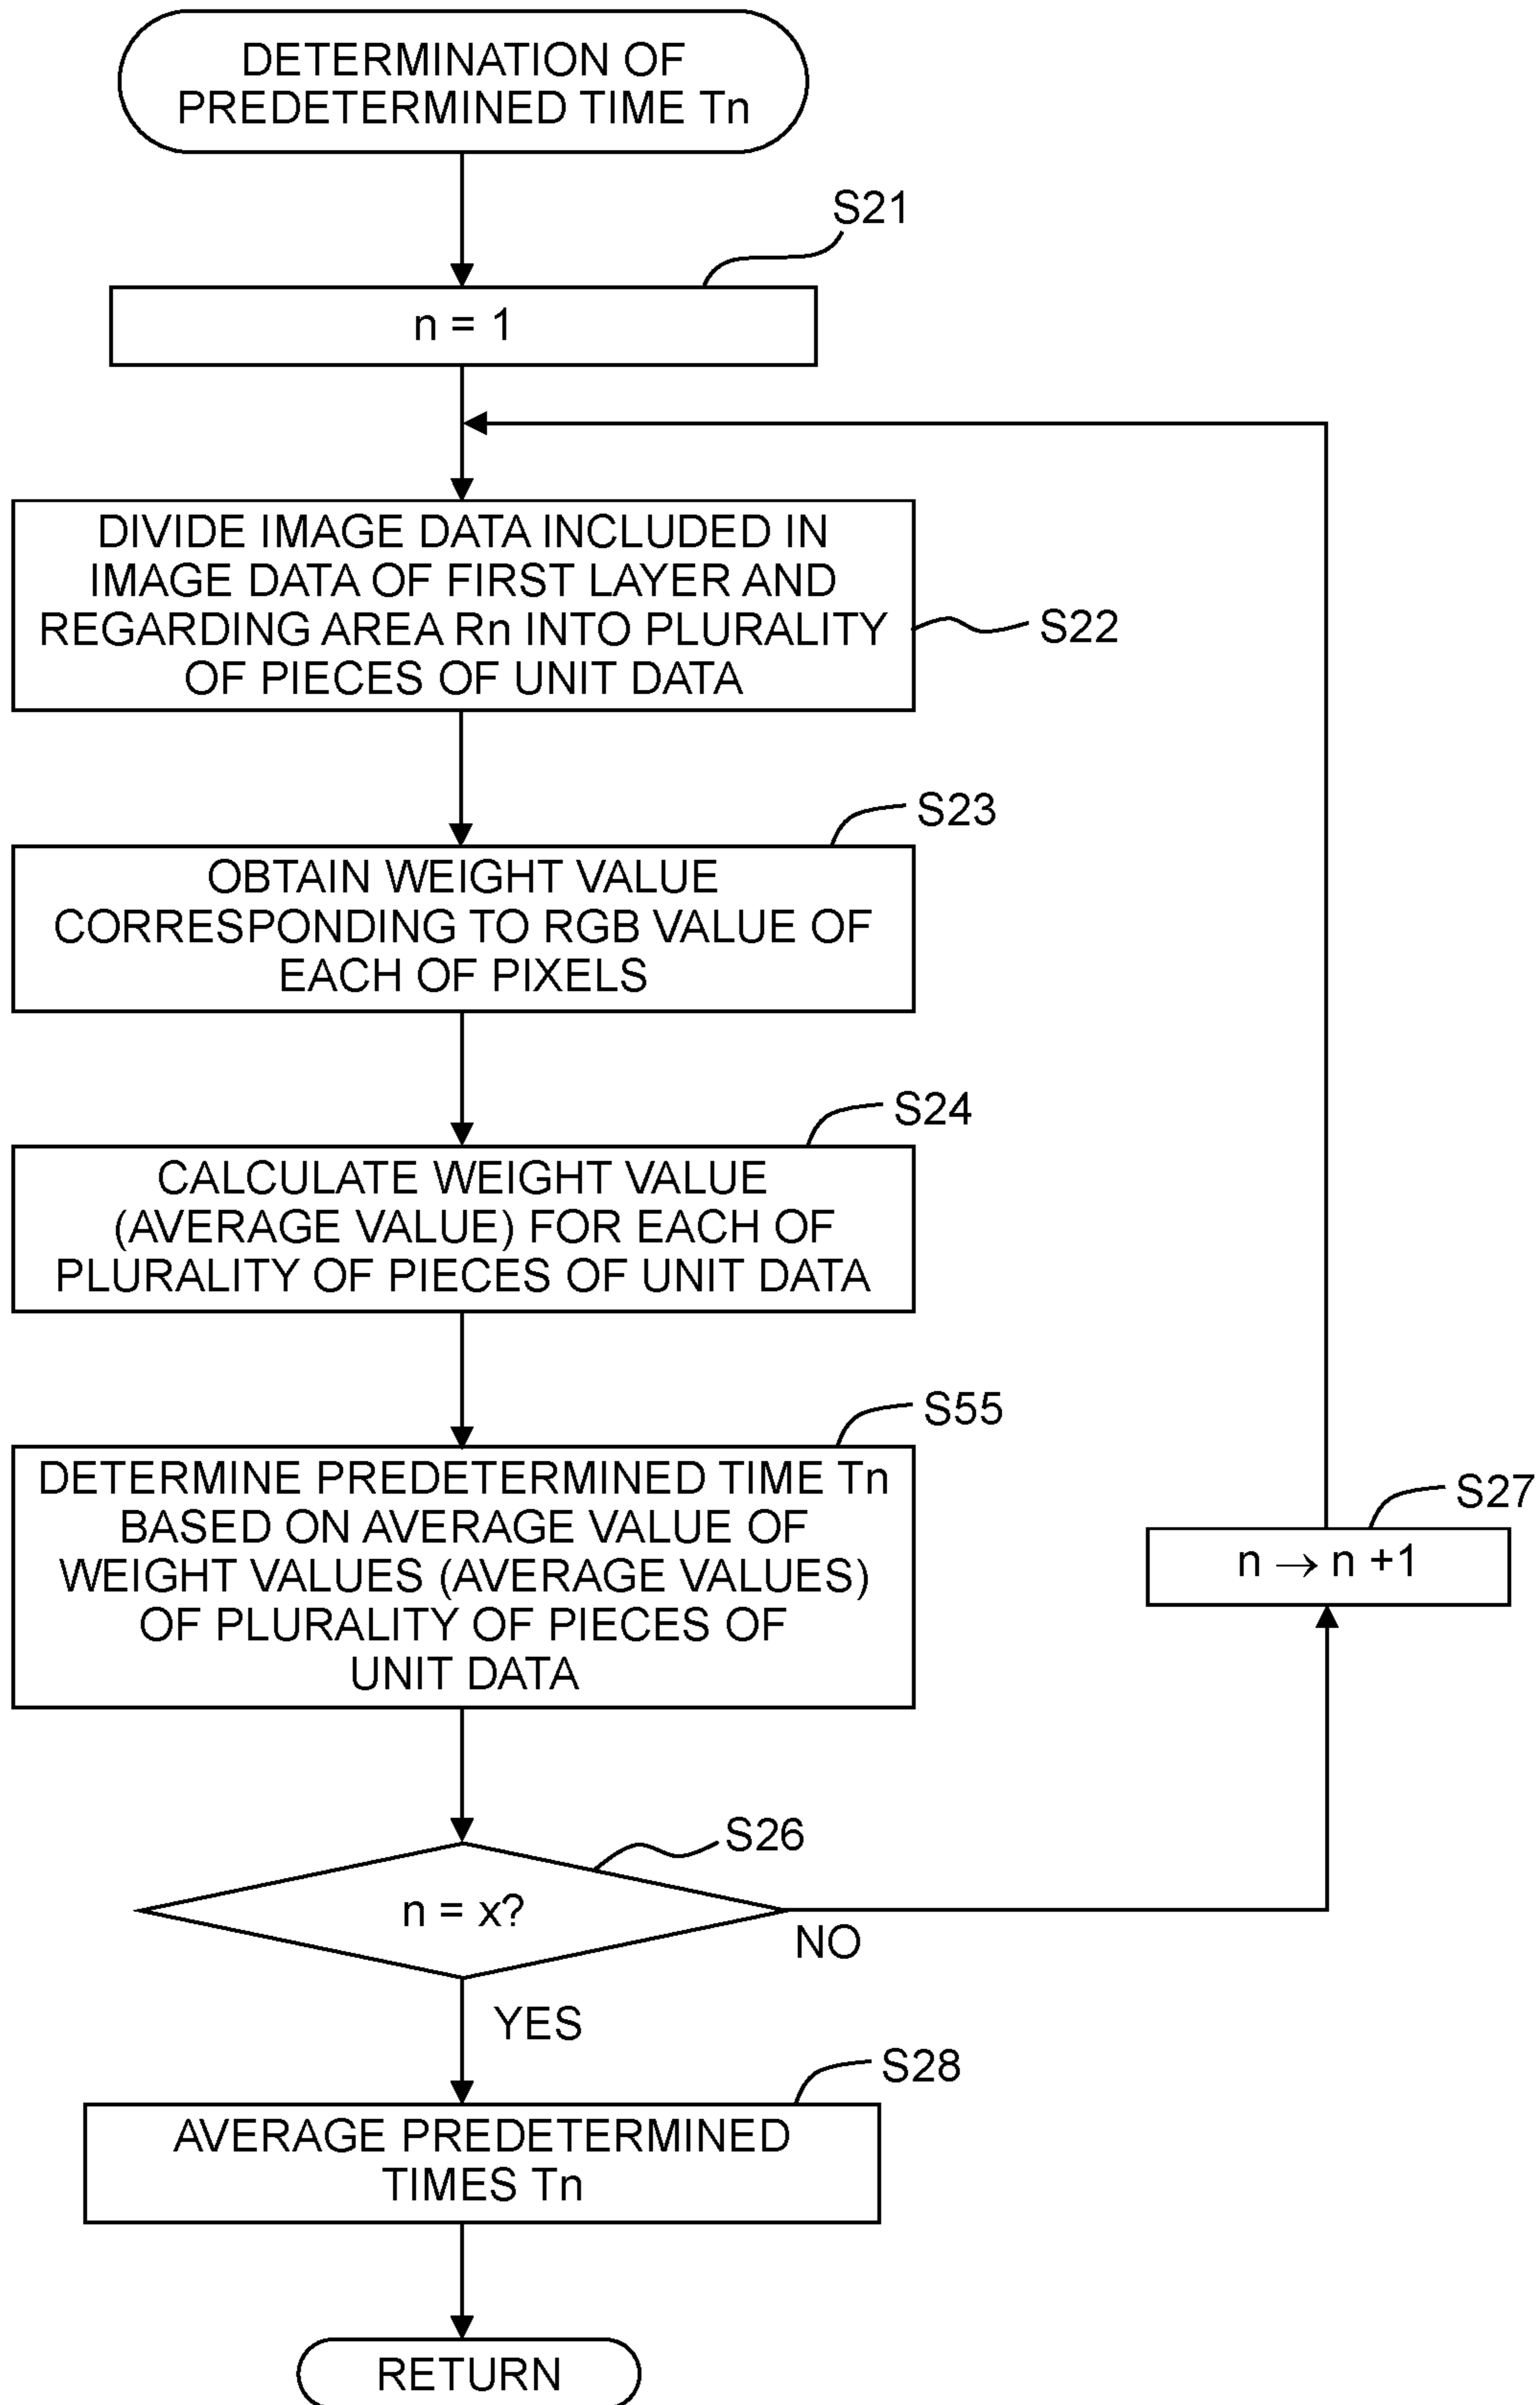 DETERMINATION OF
PREDETERMINED TIME Tn
S21
n = 1
DIVIDE IMAGE DATA INCLUDED IN
IMAGE DATA OF FIRST LAYER AND
REGARDING AREA Rn INTO PLURALITY
OF PIECES OF UNIT DATA
S22
S23
OBTAIN WEIGHT VALUE
CORRESPONDING TO RGB VALUE OF
EACH OF PIXELS
S24
CALCULATE WEIGHT VALUE
(AVERAGE VALUE) FOR EACH OF
PLURALITY OF PIECES OF UNIT DATA
S55
DETERMINE PREDETERMINED TIME Tn
BASED ON AVERAGE VALUE OF
WEIGHT VALUES (AVERAGE VALUES)
OF PLURALITY OF PIECES OF
UNIT DATA
S27
n → n +1
S26
n = x?
NO
YES
S28
AVERAGE PREDETERMINED
TIMES Tn
RETURN